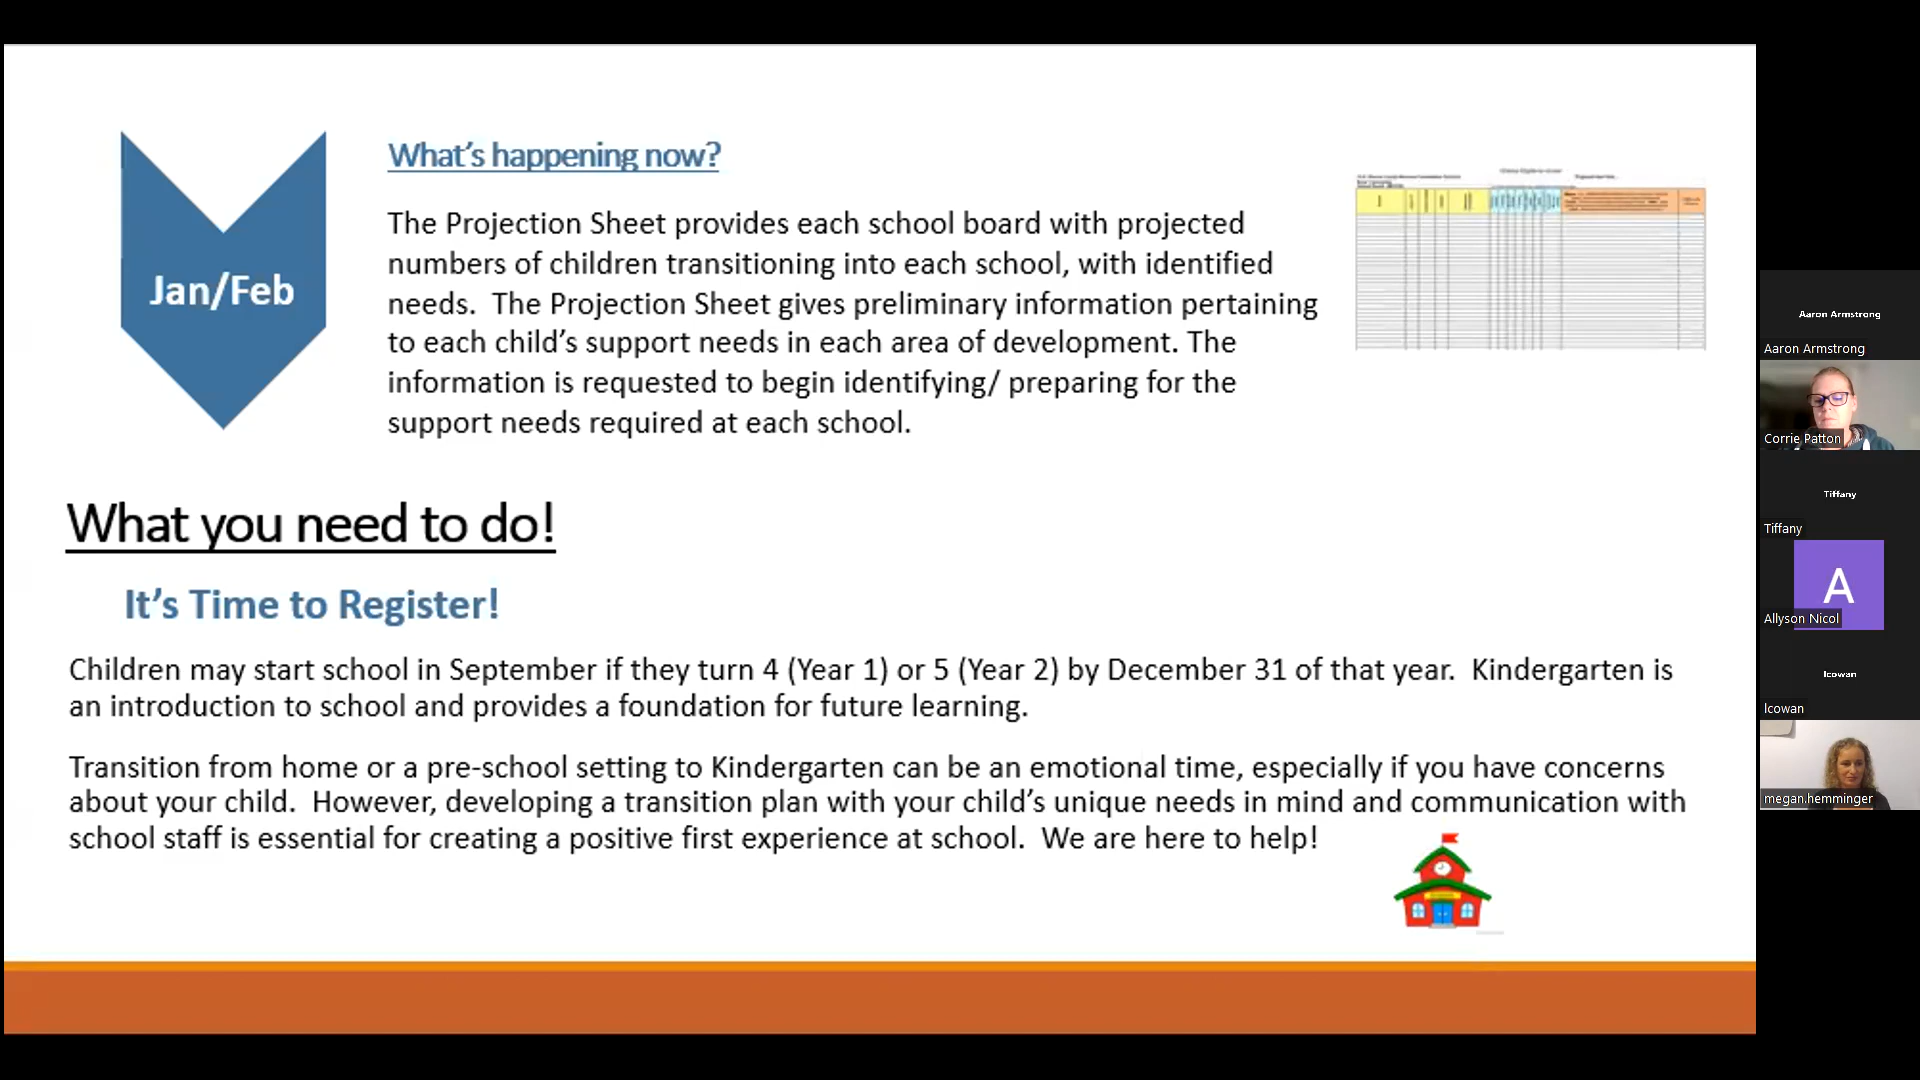 What's happening now?
Jan/Feb
The Projection Sheet provides each school board with projected
numbers of children transitioning into each school, with identified
needs.  The Projection Sheet gives preliminary information pertaining
to each child's support needs in each area of development. The
information is requested to begin identifying/ preparing for the
support needs required at each school.
What you need to do!
It's Time to Register!
Children may start school in September if they turn 4 (Year 1) or 5 (Year 2) by December 31 of that year.  Kindergarten is
an introduction to school and provides a foundation for future learning.
Transition from home or a pre-school setting to Kindergarten can be an emotional time, especially if you have concerns
about your child.  However, developing a transition plan with your child's unique needs in mind and communication with
school staff is essential for creating a positive first experience at school.  We are here to help!
Aaron Armstrong
Aaron Armstrong
Corrie Patton
Tiffany
Tiffany
A
Allyson Nicol
lcowan
lcowan
megan.hemminger